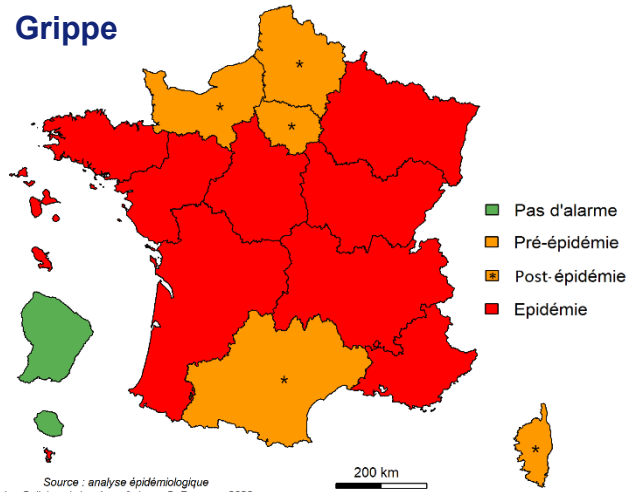 Grippe
Pas d'alarme
Pré-épidémie
* Post-épidémie
Epidémie
200 km
Source : analyse épidémiologique